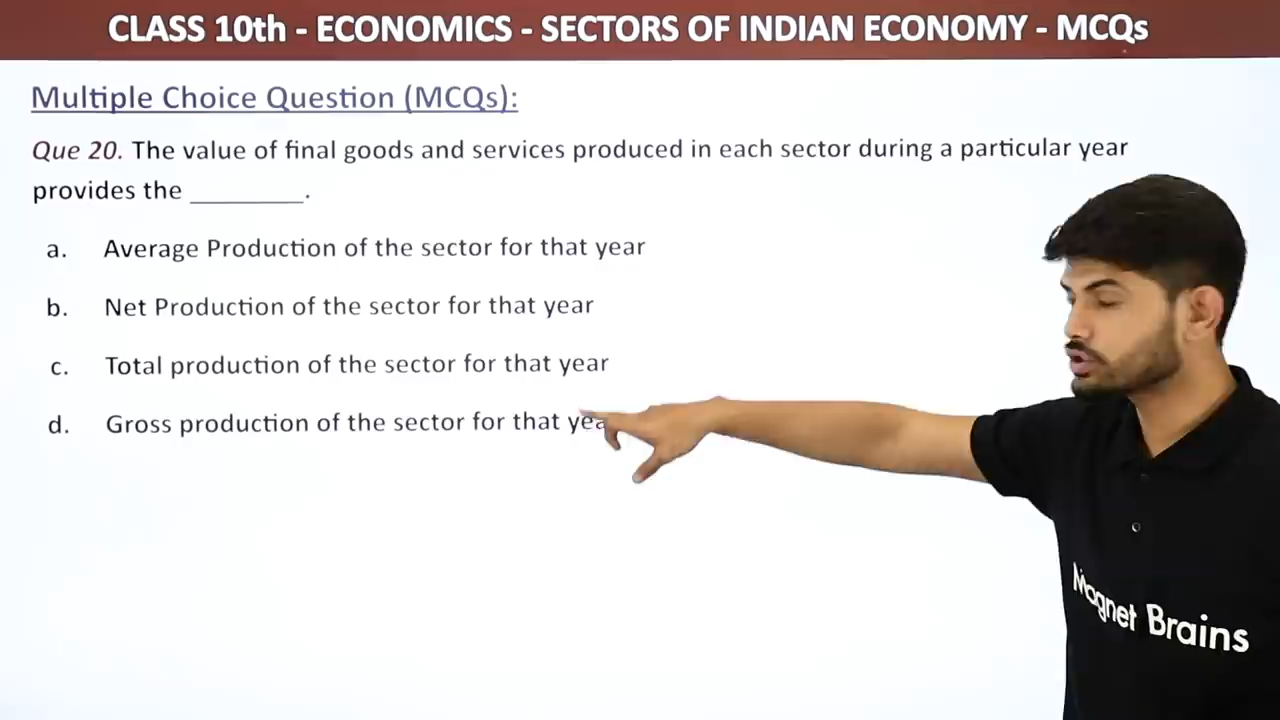 CLASS 10th - ECONOMICS - SECTORS OF INDIAN ECONOMY - MCQs
Multiple Choice Question (MCQs):
Que 20. The value of final goods and services produced in each sector during a particular year
provides the ________.
a. Average Production of the sector for that year
b. Net Production of the sector for that year
c. Total production of the sector for that year
d. Gross production of the sector for that
Magnet Brains